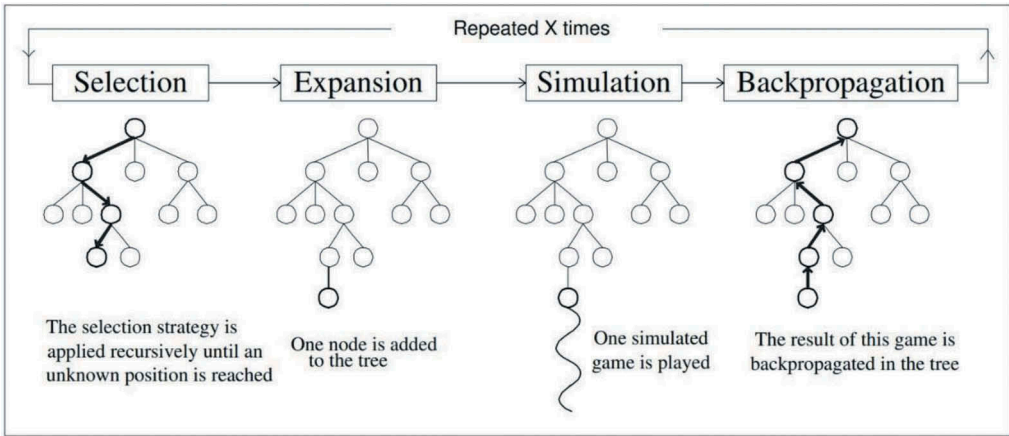 Repeated X times
Selection
Expansion
Simulation
Backpropagation
The selection strategy is
applied recursively until an
unknown position is reached
One node is added
to the tree
One simulated
game is played
The result of this game is
backpropagated in the tree